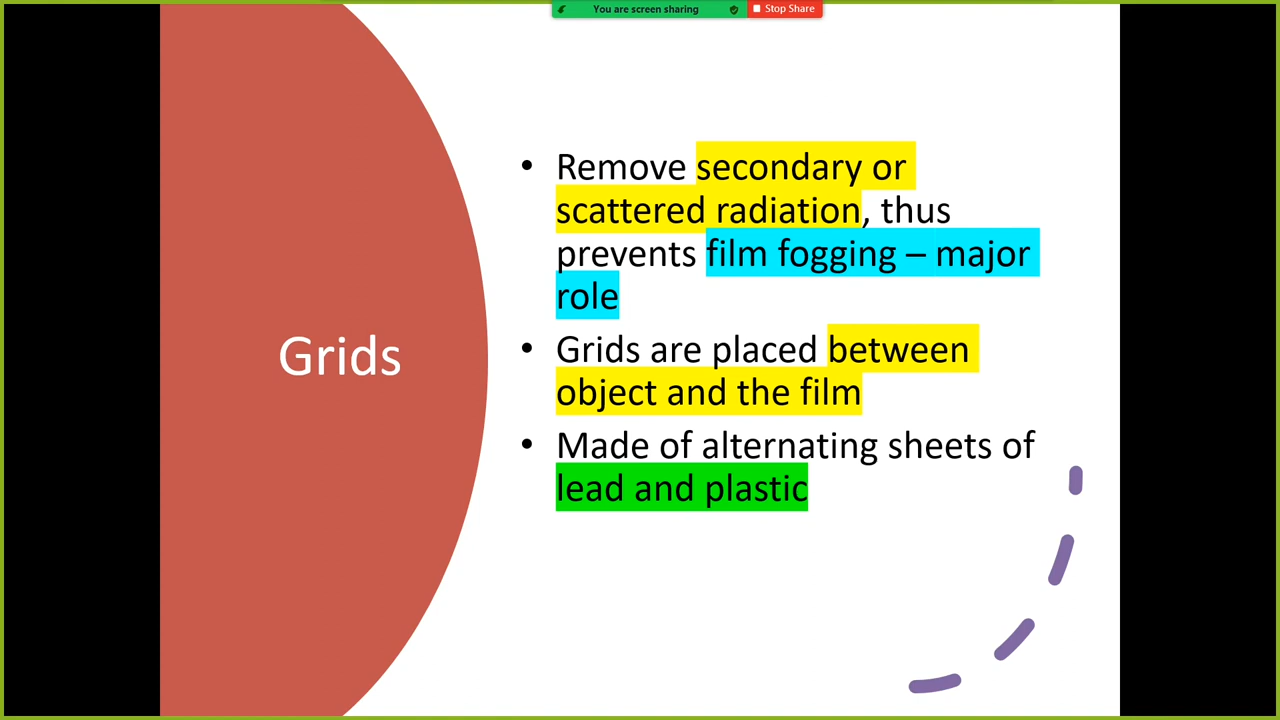 You are screen sharing
Stop Share
Grids
• Remove secondary or
scattered radiation, thus
prevents film fogging – major
role
• Grids are placed between
object and the film
• Made of alternating sheets of
lead and plastic